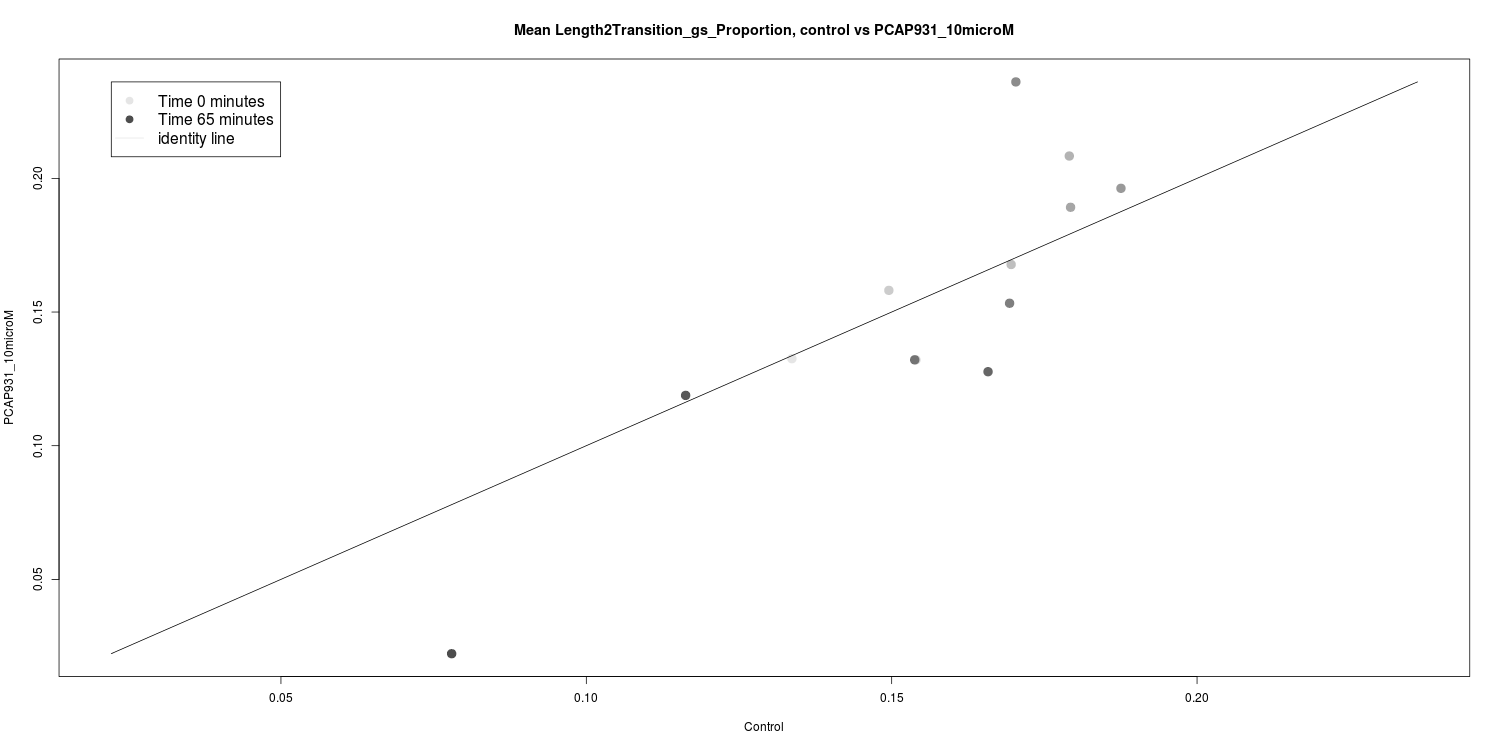 Mean Length2Transition_gs_Proportion, control vs PCAP931_10microM
Time 0 minutes
Time 65 minutes
identity line
PCAP931_10microM
0.20
0.15
0.10
0.05
0.05
0.10
0.15
0.20
Control